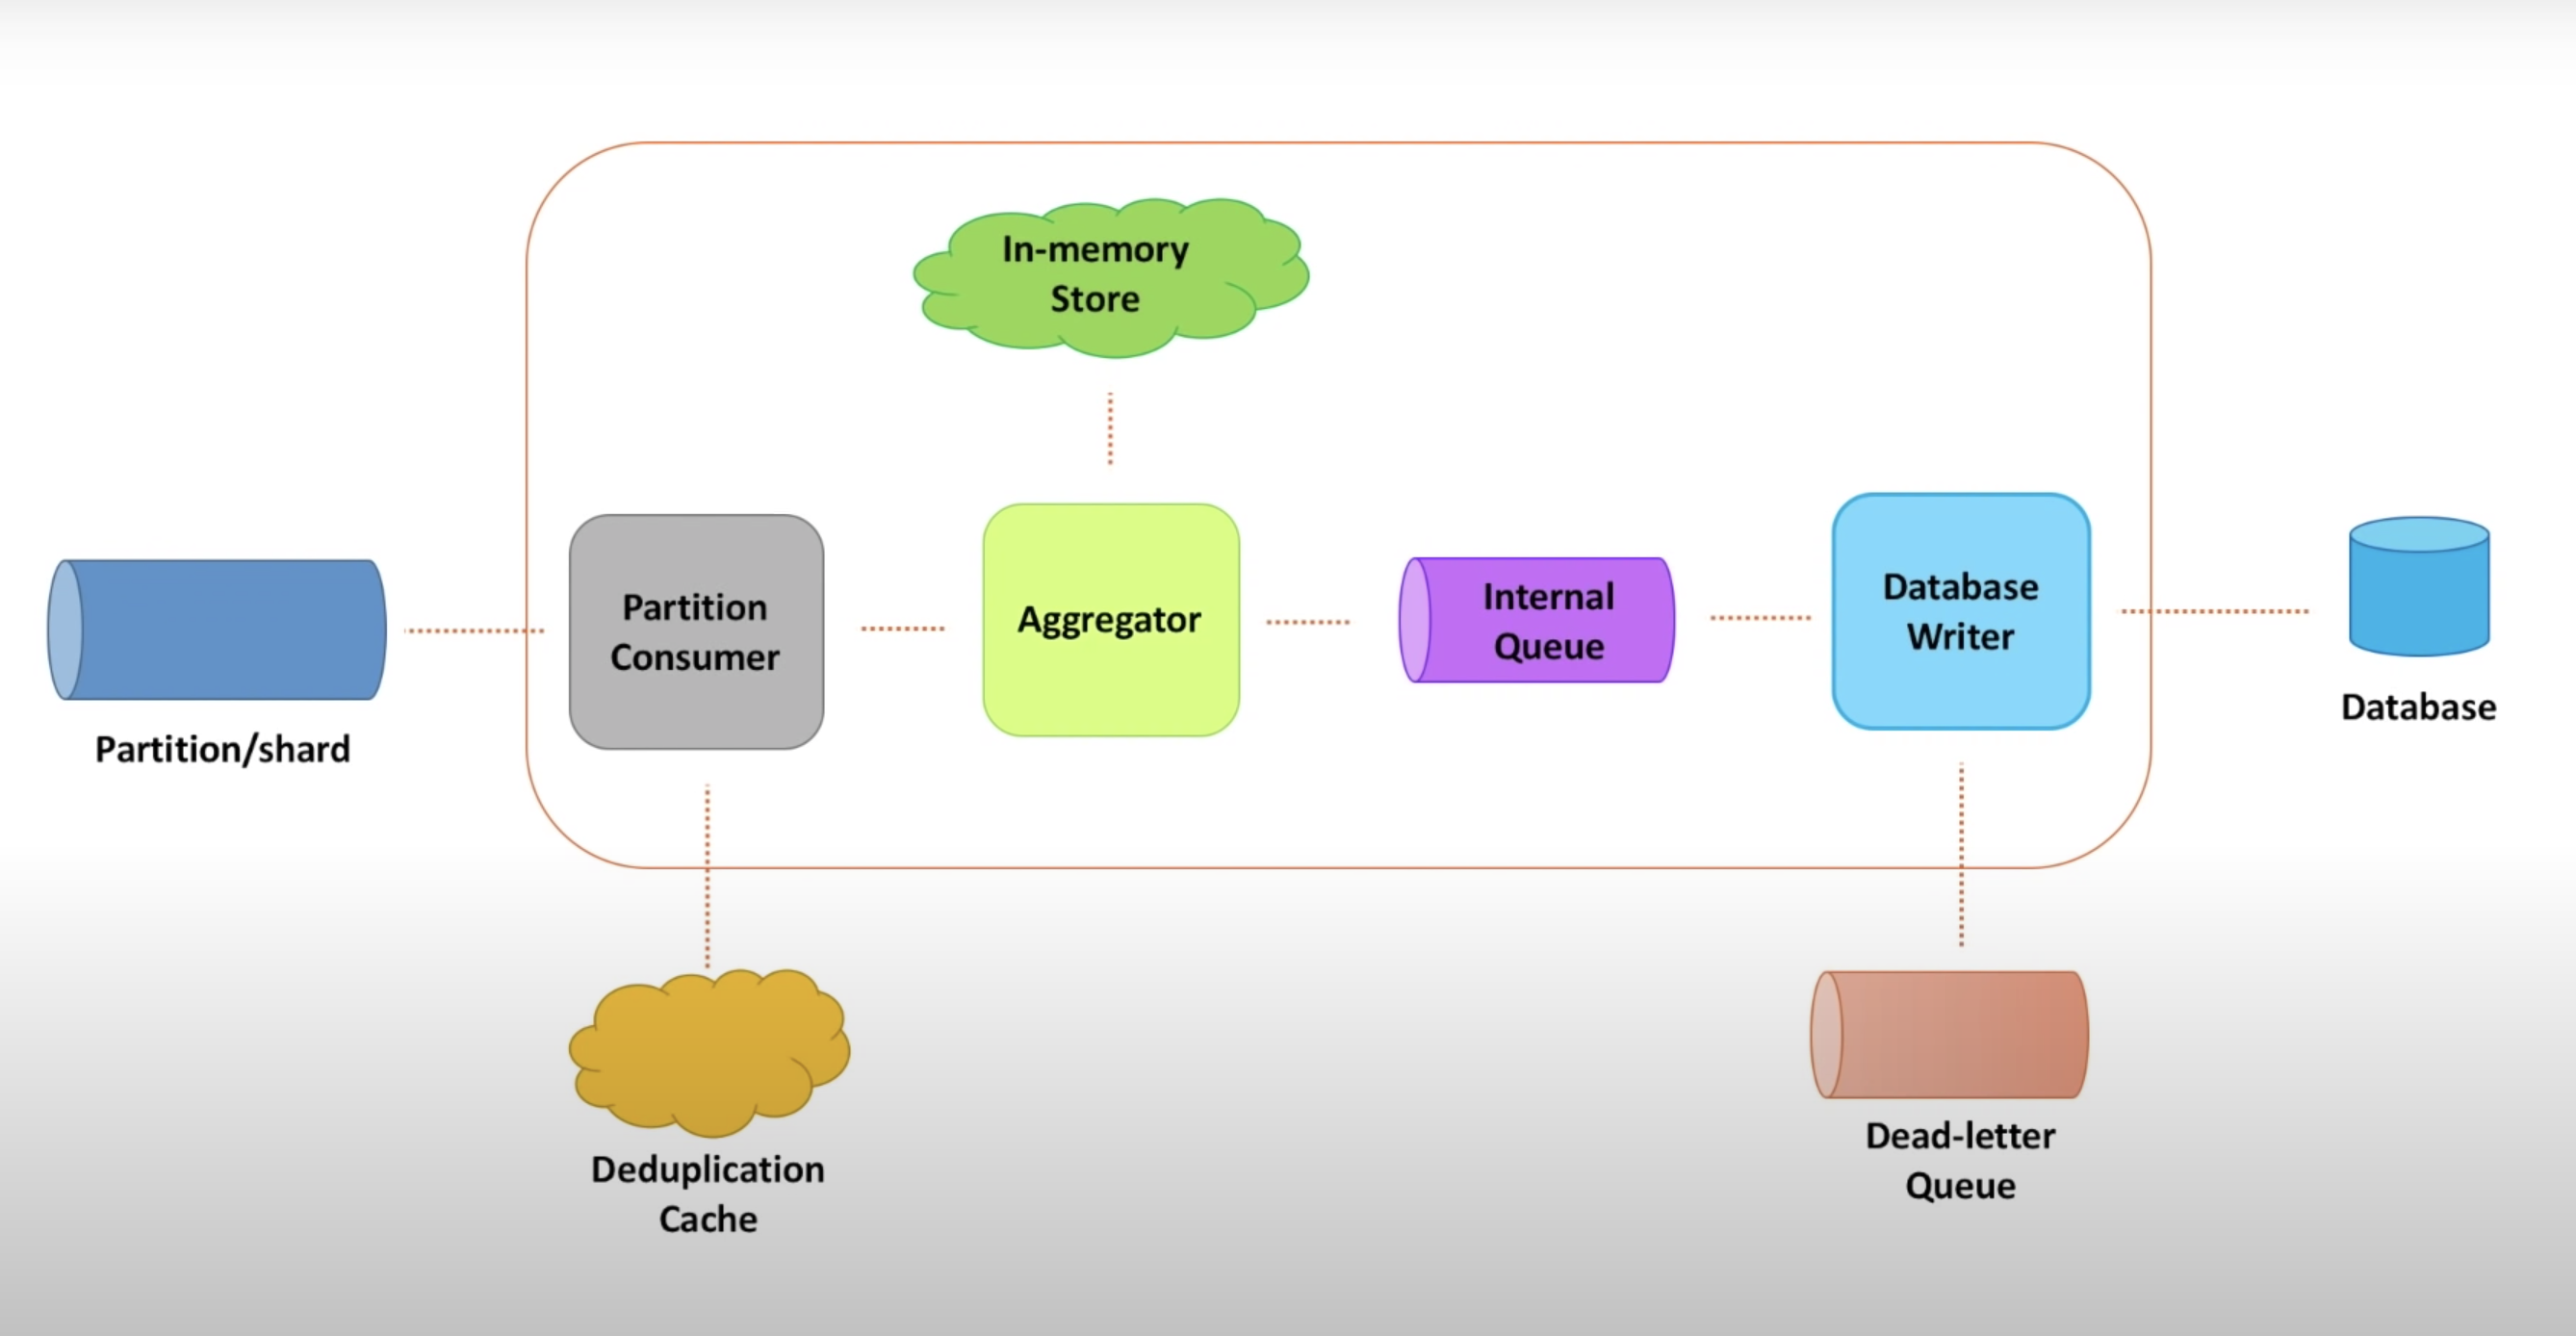 In-memory
Store
Partition
Consumer
Aggregator
Internal
Queue
Database
Writer
Partition/shard
Database
Deduplication
Cache
Dead-letter
Queue